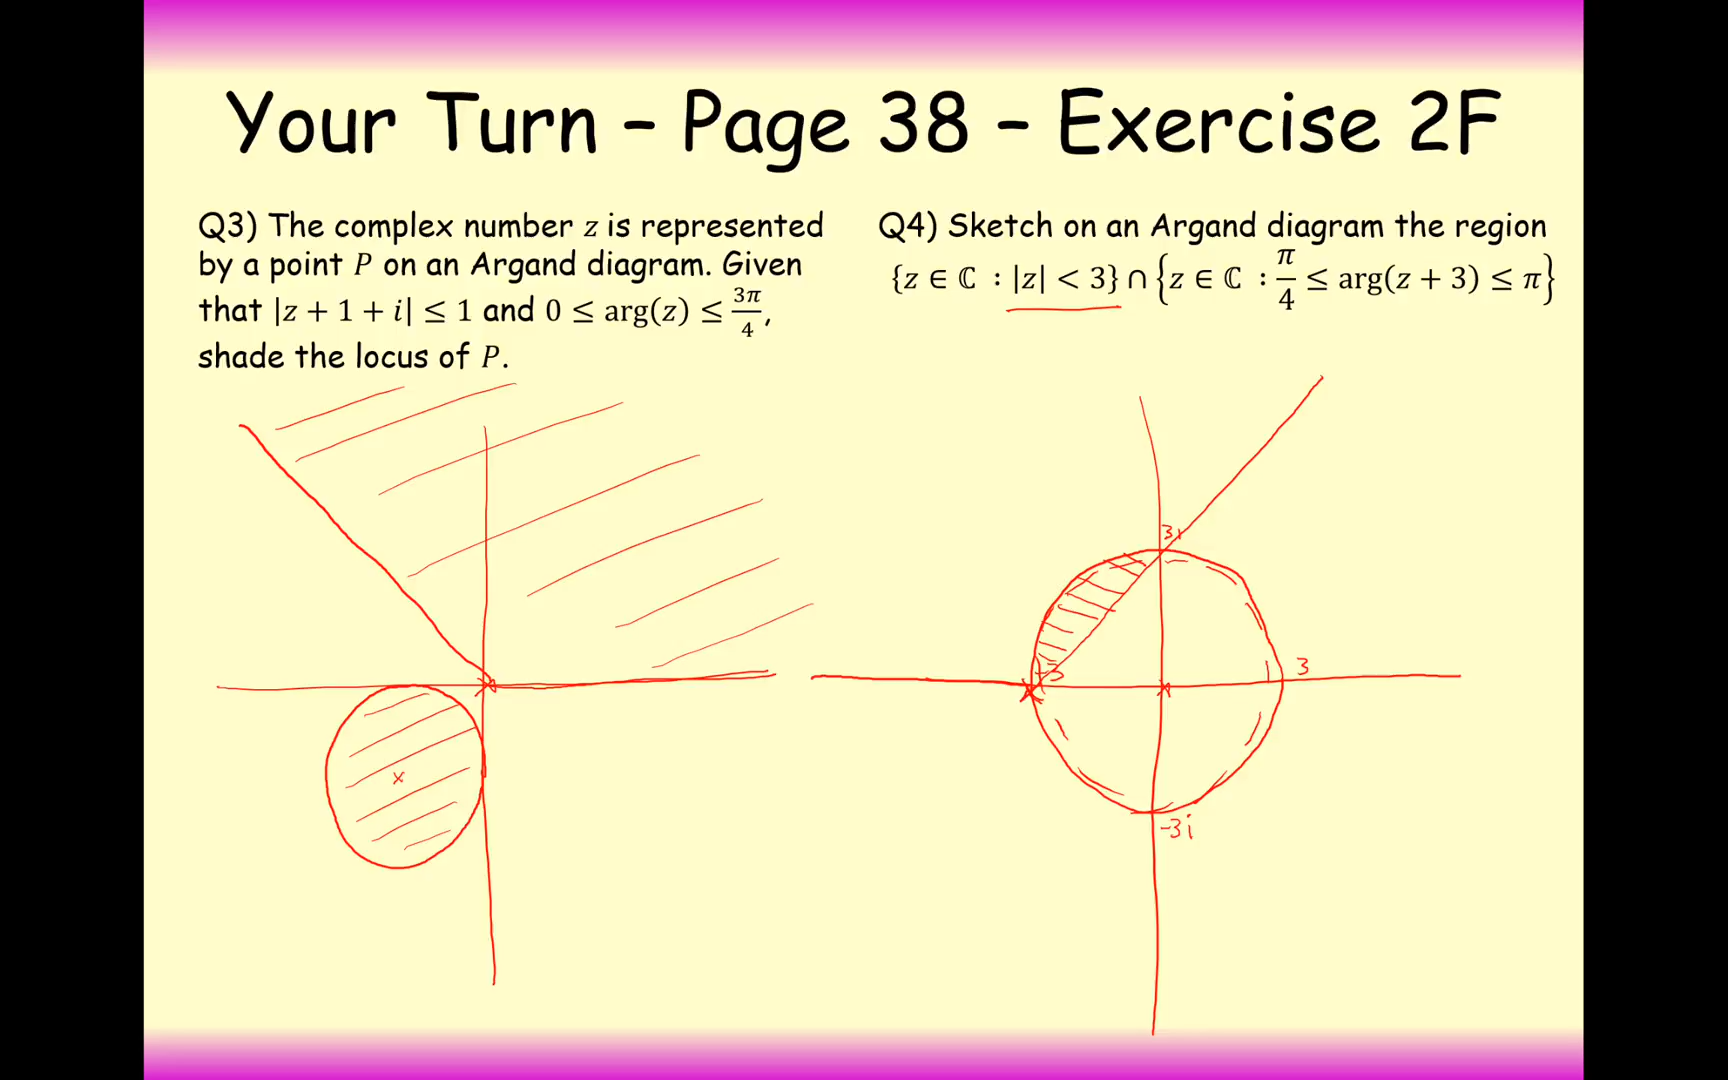 Your Turn – Page 38 – Exercise 2F
Q3) The complex number z is represented
by a point P on an Argand diagram. Given
that |z + 1 + i| ≤ 1 and 0 ≤ arg(z) ≤ 3π/4,
shade the locus of P.
Q4) Sketch on an Argand diagram the region
{z ∈ ℂ : |z| < 3} ∩ {z ∈ ℂ : π/4 ≤ arg(z + 3) ≤ π}
3i
-3
3
-3i